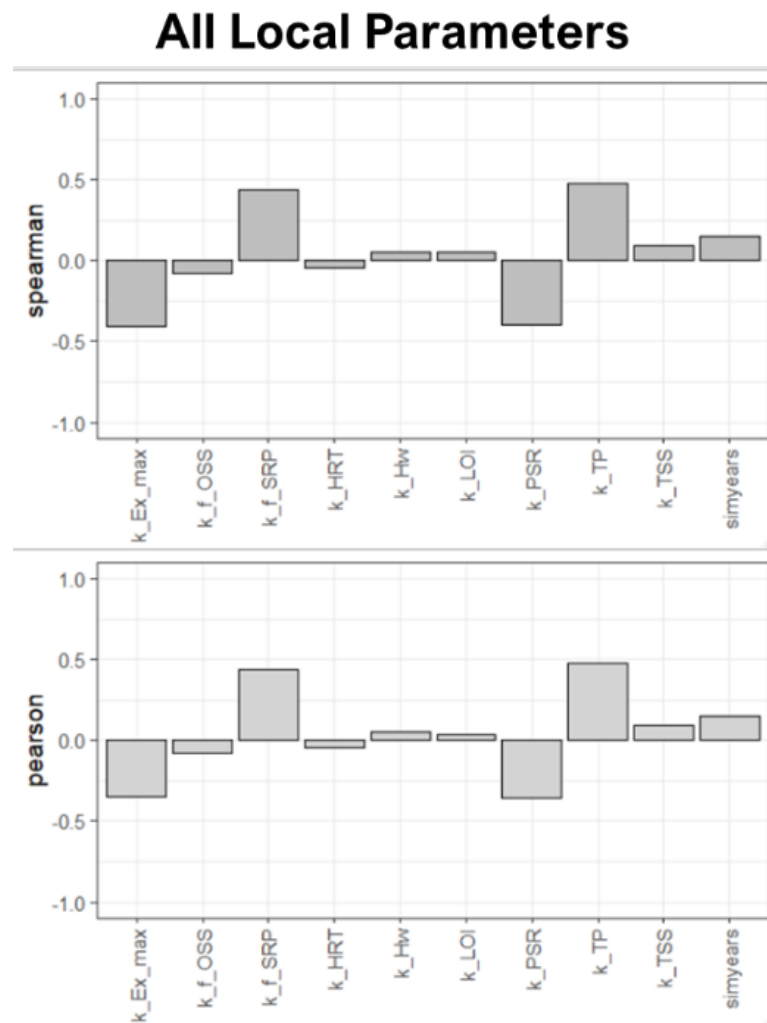 All Local Parameters
spearman
1.0
0.5
0.0
-0.5
-1.0
k_Ex_max
k_f_OSS
k_f_SRP
k_HRT
k_Hw
k_LOI
k_PSR
k_TP
k_TSS
simyears
pearson
1.0
0.5
0.0
-0.5
-1.0
k_Ex_max
k_f_OSS
k_f_SRP
k_HRT
k_Hw
k_LOI
k_PSR
k_TP
k_TSS
simyears